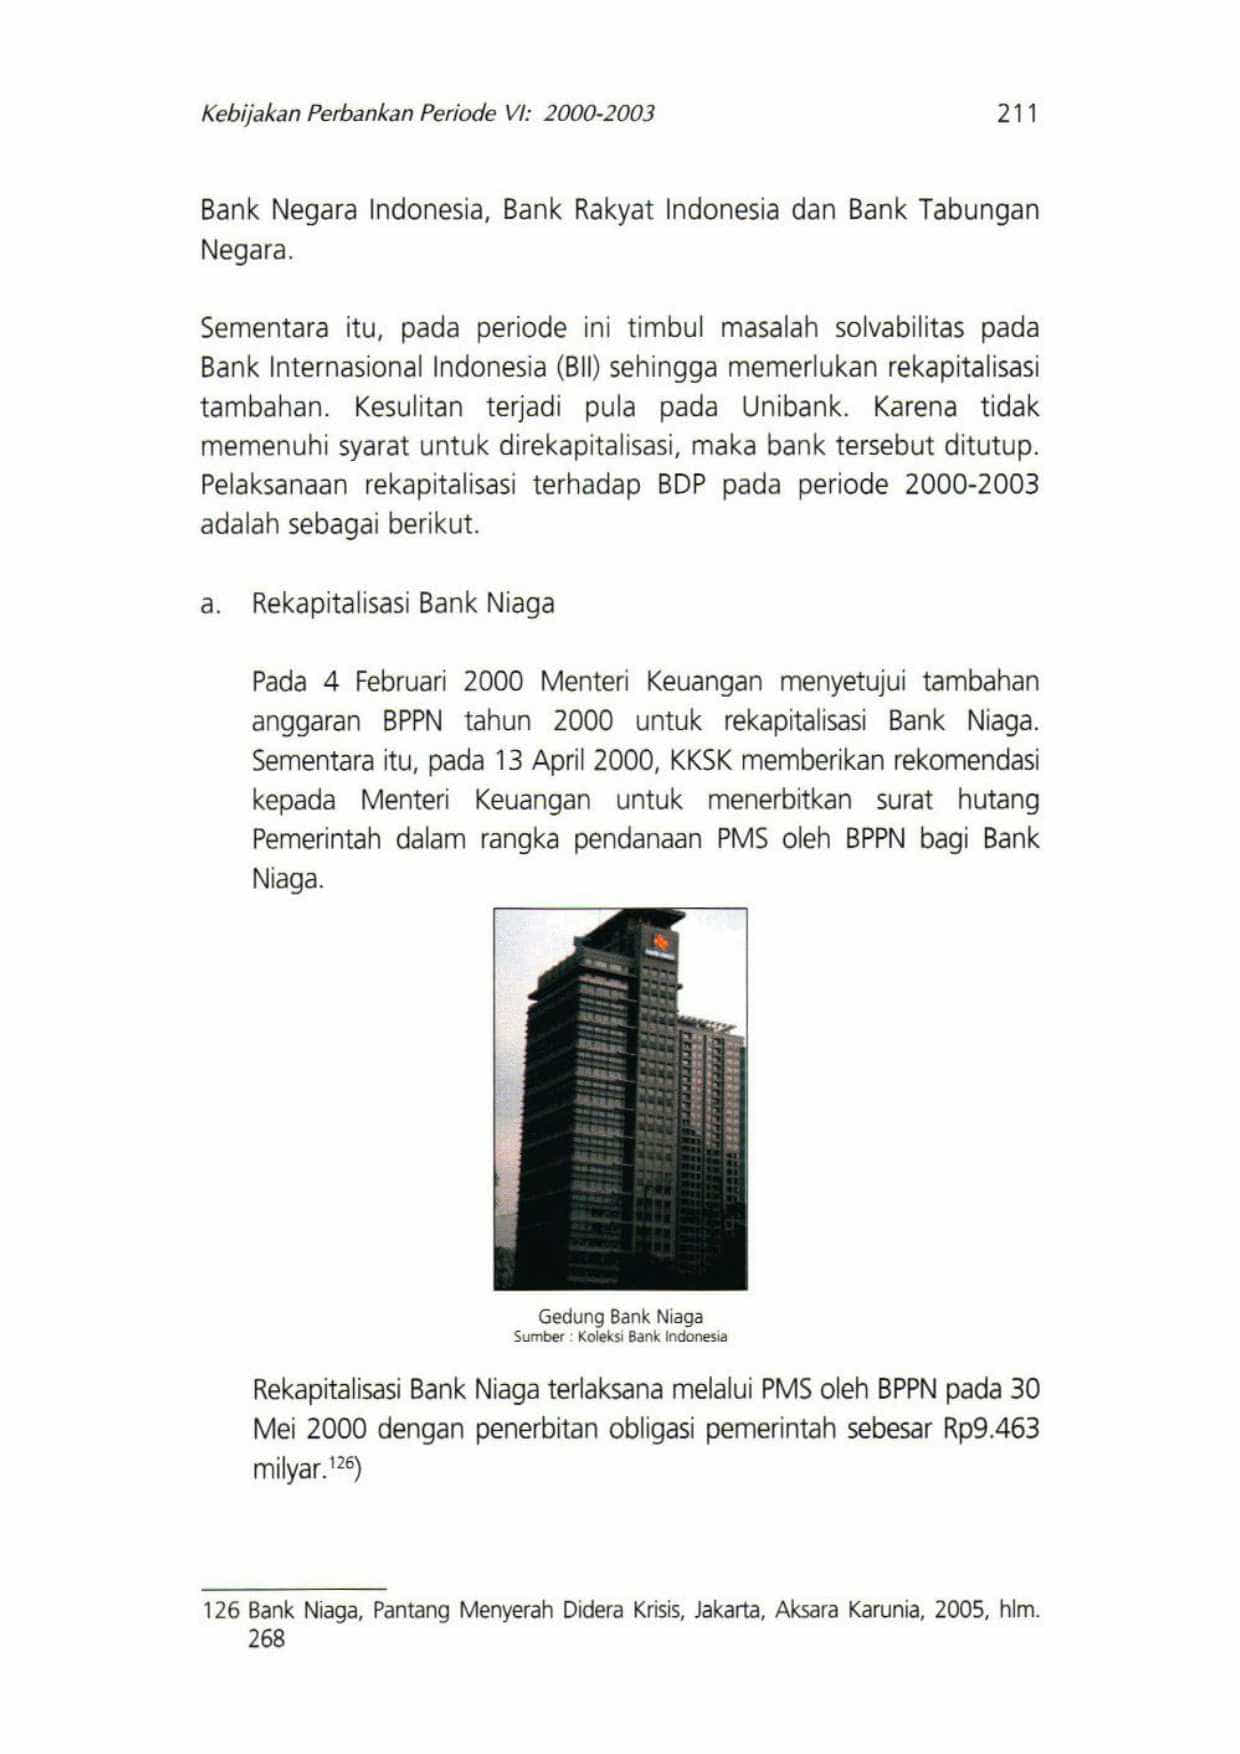 Kebijakan Perbankan Periode VI: 2000-2003 211
Bank Negara Indonesia, Bank Rakyat Indonesia dan Bank Tabungan
Negara.
Sementara itu, pada periode ini timbul masalah solvabilitas pada
Bank Internasional Indonesia (BII) sehingga memerlukan rekapitalisasi
tambahan. Kesulitan terjadi pula pada Unibank. Karena tidak
memenuhi syarat untuk direkapitalisasi, maka bank tersebut ditutup.
Pelaksanaan rekapitalisasi terhadap BDP pada periode 2000-2003
adalah sebagai berikut.
a. Rekapitalisasi Bank Niaga
Pada 4 Februari 2000 Menteri Keuangan menyetujui tambahan
anggaran BPPN tahun 2000 untuk rekapitalisasi Bank Niaga.
Sementara itu, pada 13 April 2000, KKSK memberikan rekomendasi
kepada Menteri Keuangan untuk menerbitkan surat hutang
Pemerintah dalam rangka pendanaan PMS oleh BPPN bagi Bank
Niaga.
Gedung Bank Niaga
Sumber : Koleksi Bank Indonesia
Rekapitalisasi Bank Niaga terlaksana melalui PMS oleh BPPN pada 30
Mei 2000 dengan penerbitan obligasi pemerintah sebesar Rp9.463
milyar.126)
126 Bank Niaga, Pantang Menyerah Didera Krisis, Jakarta, Aksara Karunia, 2005, hlm.
268